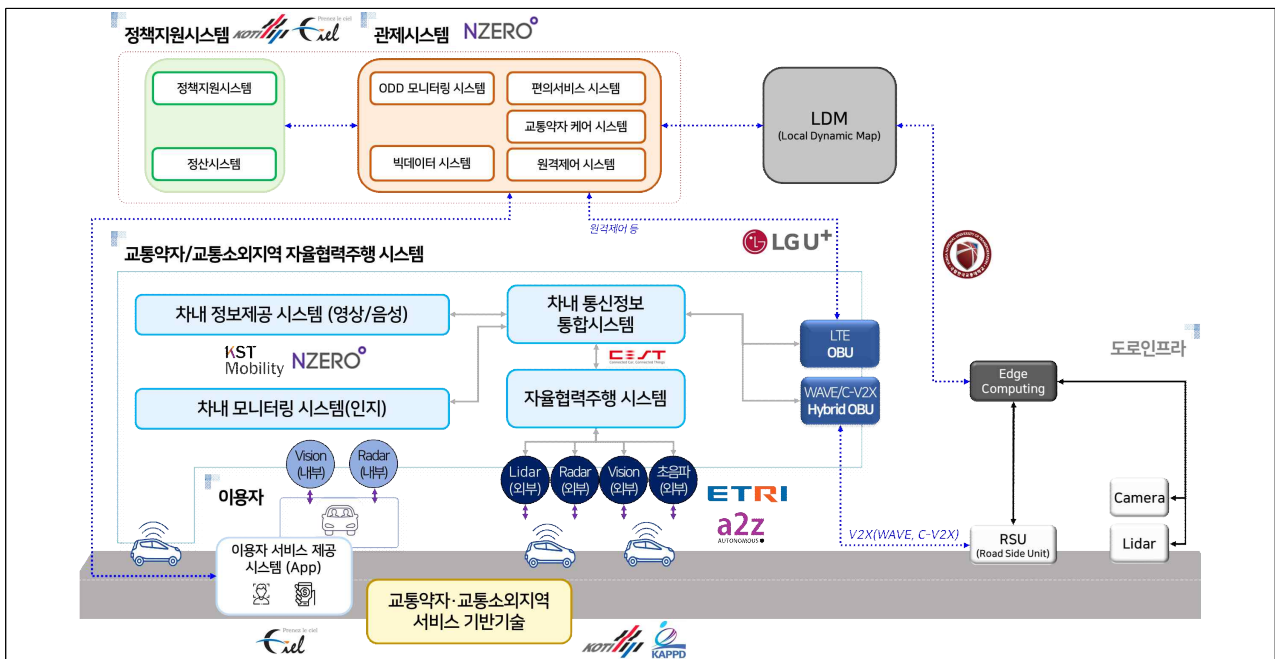 정책지원시스템
KOTI
Prenez le ciel
Ciel
관제시스템
NZERO
정책지원시스템
정산시스템
ODD 모니터링 시스템
편의서비스 시스템
교통약자 케어 시스템
빅데이터 시스템
원격제어 시스템
LDM
(Local Dynamic Map)
원격제어 등
LG U+
교통약자/교통소외지역 자율협력주행 시스템
차내 정보제공 시스템 (영상/음성)
차내 통신정보
통합시스템
LTE
OBU
KST
Mobility
NZERO
CEST
도로인프라
차내 모니터링 시스템(인지)
자율협력주행 시스템
WAVE/C-V2X
Hybrid OBU
Edge
Computing
Vision
(내부)
Radar
(내부)
Lidar
(외부)
Radar
(외부)
Vision
(외부)
초음파
(외부)
이용자
ETRI
a2z
AUTONOMOUS
Camera
V2X(WAVE, C-V2X)
RSU
(Road Side Unit)
Lidar
이용자 서비스 제공
시스템 (App)
교통약자·교통소외지역
서비스 기반기술
Prenez le ciel
Ciel
KOTI
KAPPD